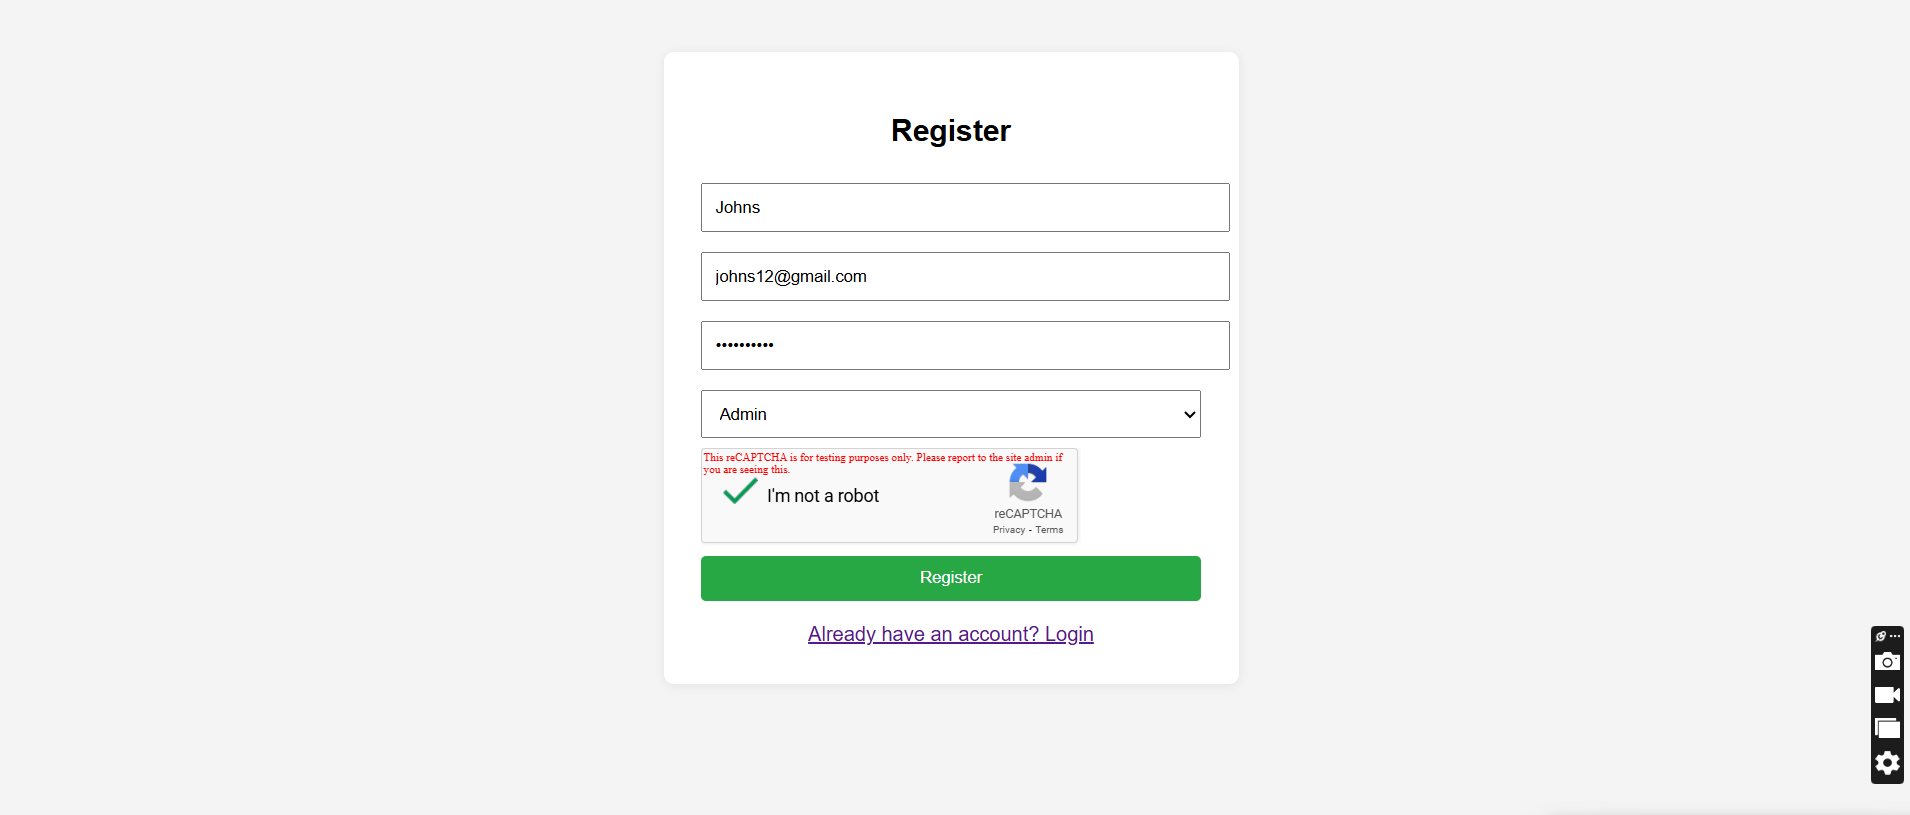 Register
Johns
johns12@gmail.com
••••••••••
Admin
This reCAPTCHA is for testing purposes only. Please report to the site admin if
you are seeing this.
I'm not a robot
reCAPTCHA
Privacy - Terms
Register
Already have an account? Login